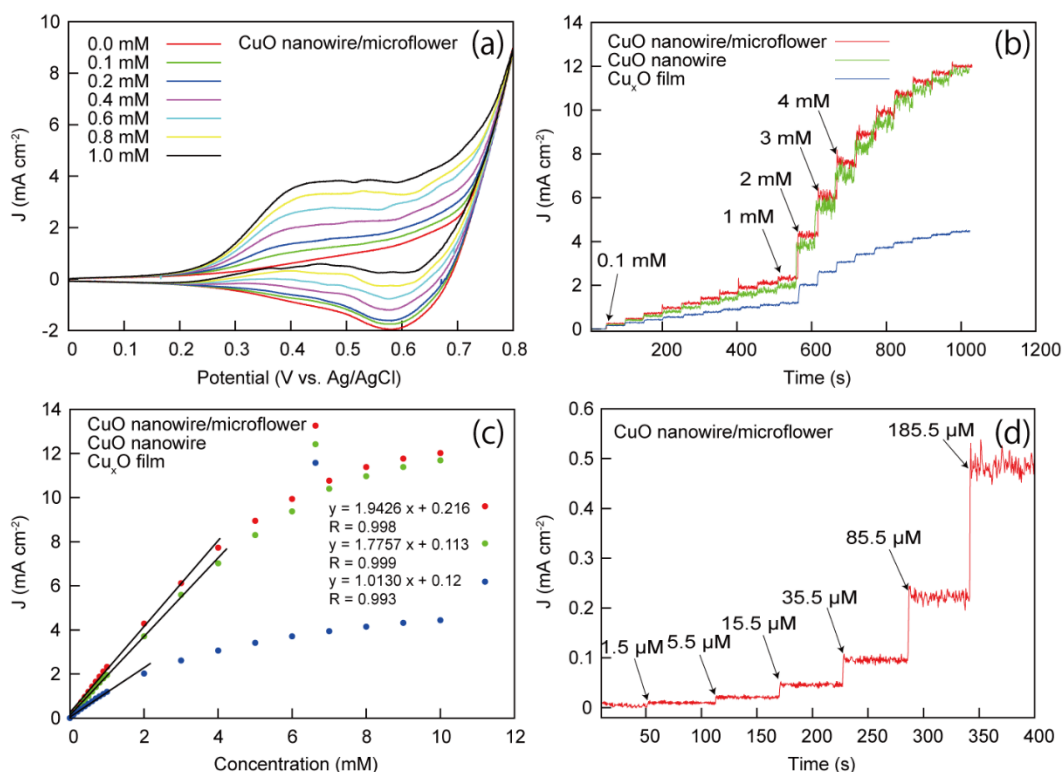 CuO nanowire/microflower
(a)
0.0 mM
0.1 mM
0.2 mM
0.4 mM
0.6 mM
0.8 mM
1.0 mM
10
8
6
4
2
0
-2
J (mA cm-2)
0 0.1 0.2 0.3 0.4 0.5 0.6 0.7 0.8
Potential (V vs. Ag/AgCl)
CuO nanowire/microflower
CuO nanowire
CuxO film
(b)
14
12
10
8
6
4
2
0
J (mA cm-2)
4 mM
3 mM
2 mM
1 mM
0.1 mM
200 400 600 800 1000 1200
Time (s)
CuO nanowire/microflower
CuO nanowire
CuxO film
(c)
14
12
10
8
6
4
2
0
J (mA cm-2)
y = 1.9426 x + 0.216
R = 0.998
y = 1.7757 x + 0.113
R = 0.999
y = 1.0130 x + 0.12
R = 0.993
0 2 4 6 8 10 12
Concentration (mM)
CuO nanowire/microflower
(d)
0.6
0.5
0.4
0.3
0.2
0.1
0
J (mA cm-2)
185.5 µM
85.5 µM
35.5 µM
15.5 µM
5.5 µM
1.5 µM
50 100 150 200 250 300 350 400
Time (s)